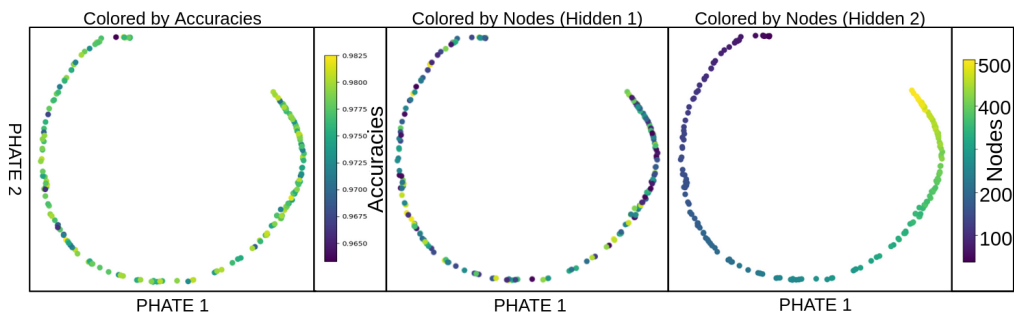 Colored by Accuracies
Colored by Nodes (Hidden 1)
Colored by Nodes (Hidden 2)
PHATE 2
0.9825
0.9800
0.9775
0.9750
0.9725
0.9700
0.9675
0.9650
Accuracies
500
400
200
100
Nodes
PHATE 1
PHATE 1
PHATE 1